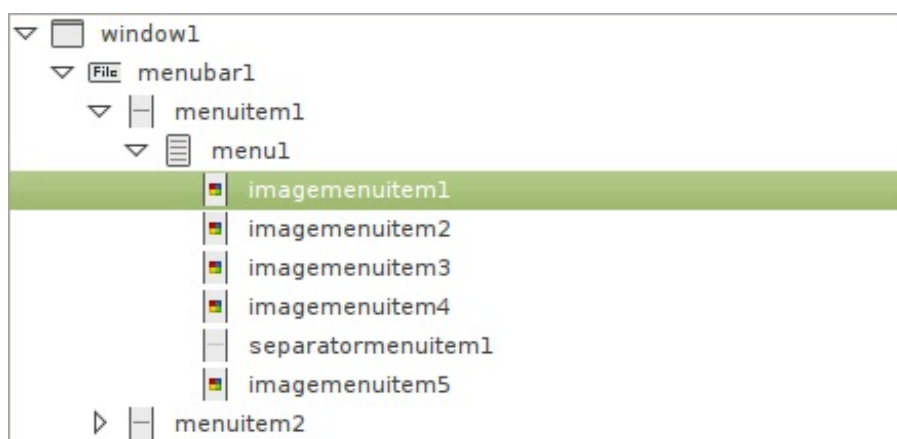 window1
File menubar1
menuitem1
menu1
imagemenuitem1
imagemenuitem2
imagemenuitem3
imagemenuitem4
separatormenuitem1
imagemenuitem5
menuitem2